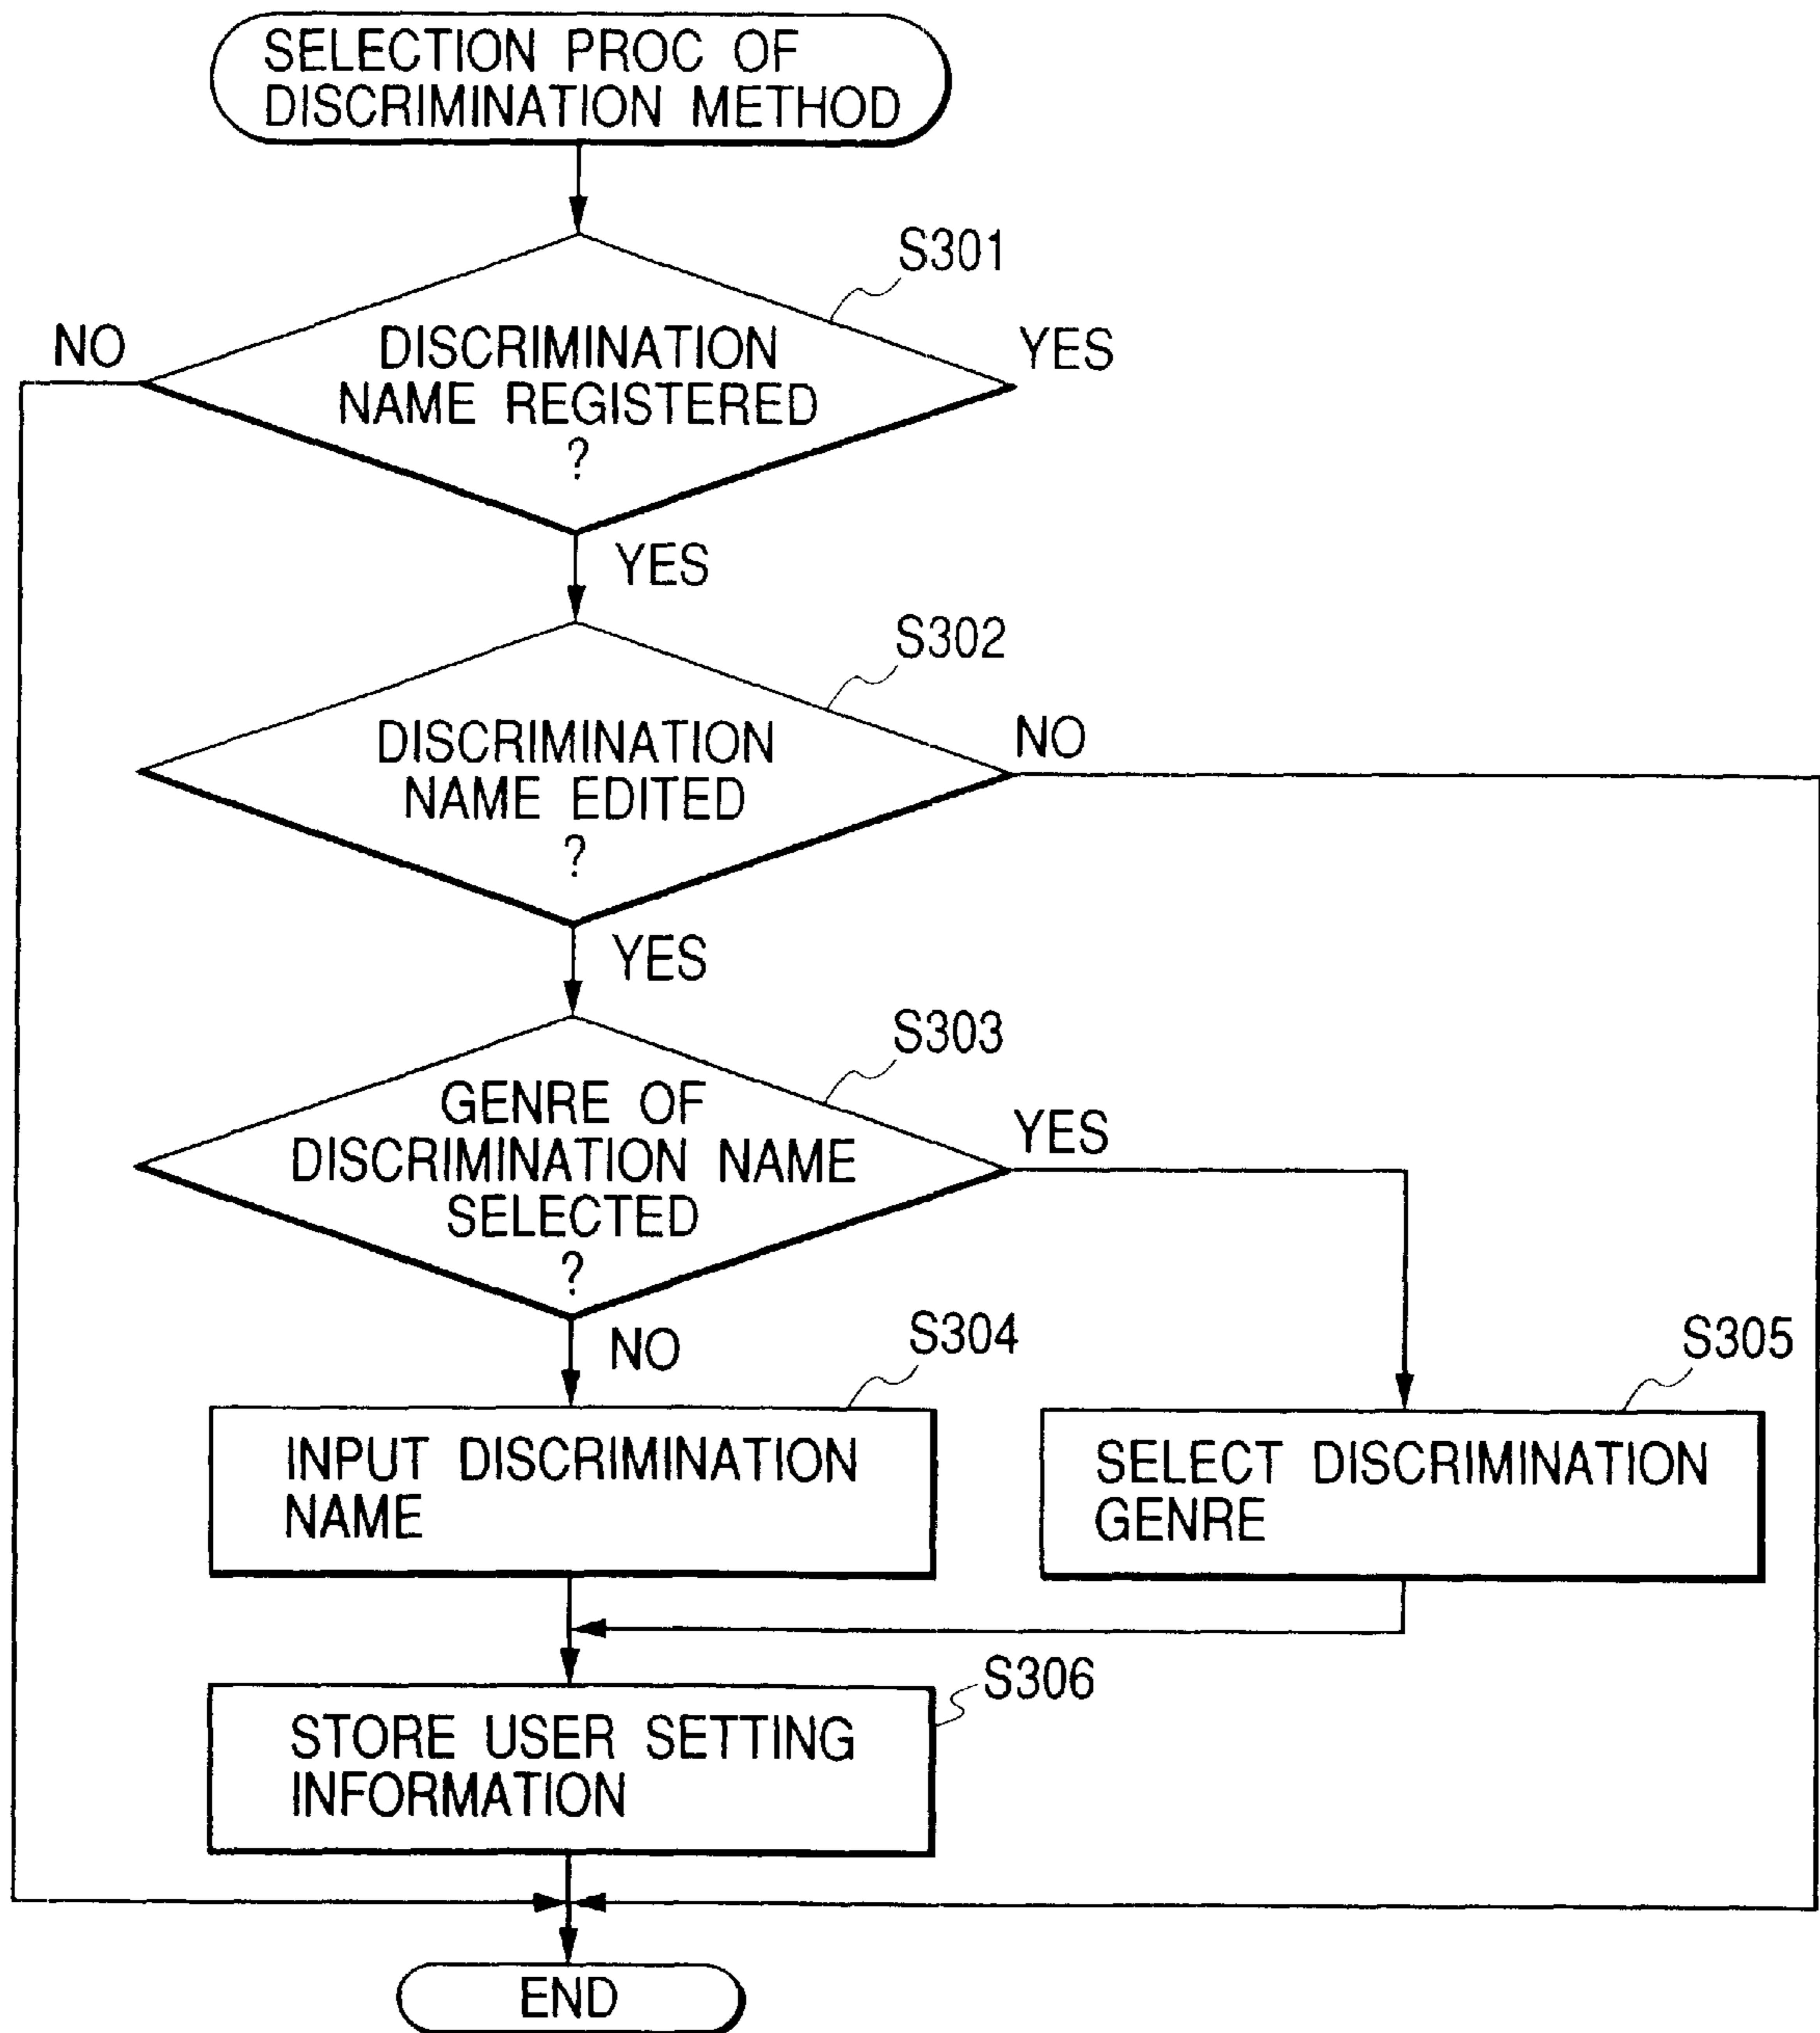 SELECTION PROC OF
DISCRIMINATION METHOD
S301
NO
DISCRIMINATION
NAME REGISTERED
?
YES
YES
S302
DISCRIMINATION
NAME EDITED
?
NO
YES
S303
GENRE OF
DISCRIMINATION NAME
SELECTED
?
YES
NO
S304
INPUT DISCRIMINATION
NAME
S305
SELECT DISCRIMINATION
GENRE
S306
STORE USER SETTING
INFORMATION
END